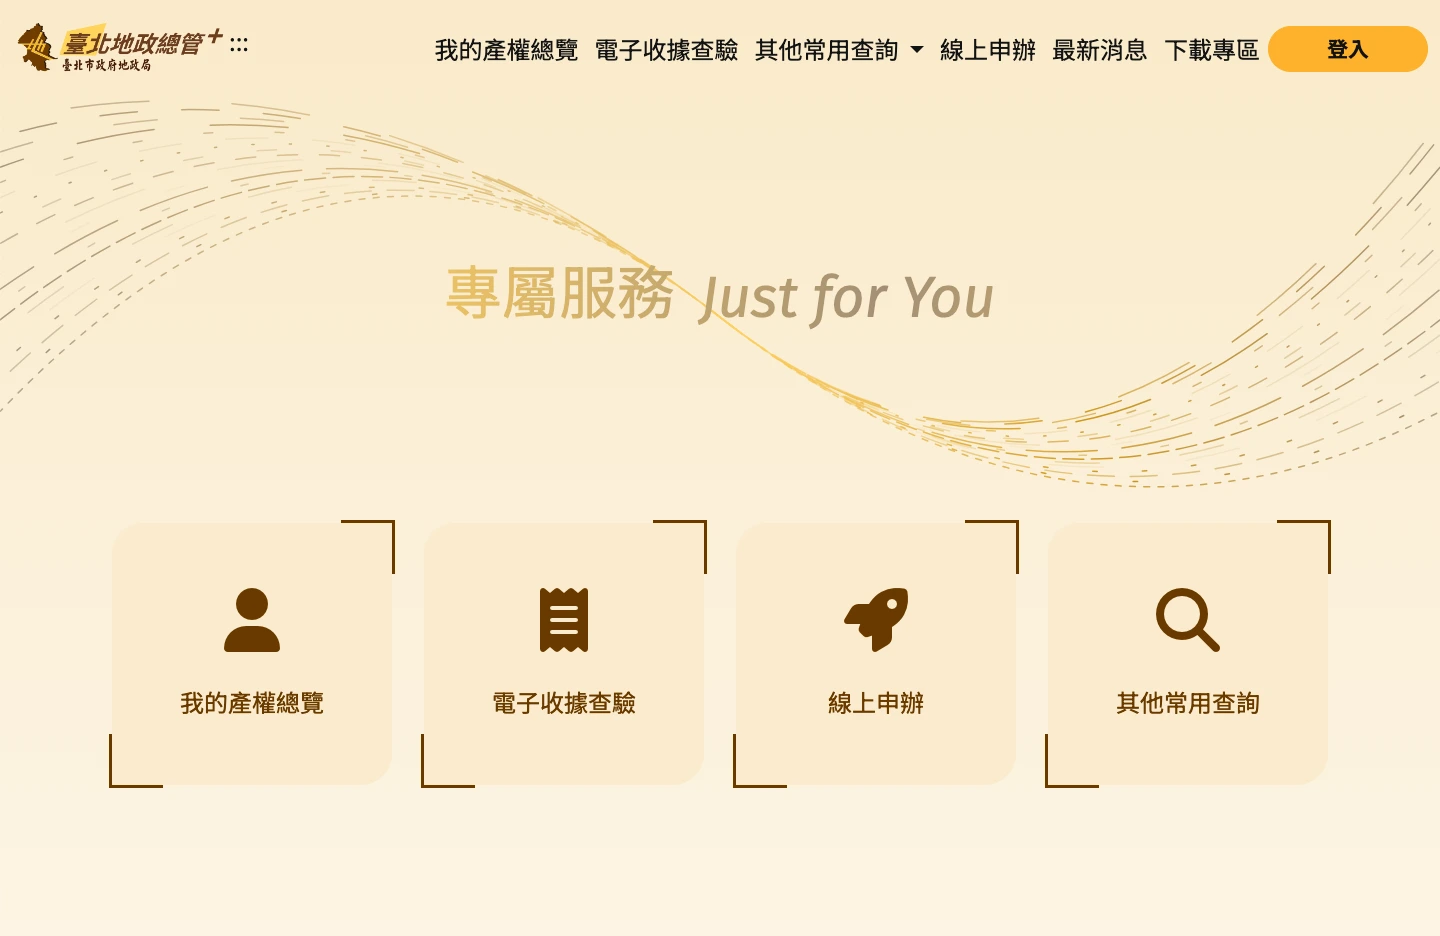 臺北地政總管+
臺北市政府地政局
:::
我的產權總覽 電子收據查驗 其他常用查詢 線上申辦 最新消息 下載專區 登入
專屬服務 Just for You
我的產權總覽 電子收據查驗 線上申辦 其他常用查詢